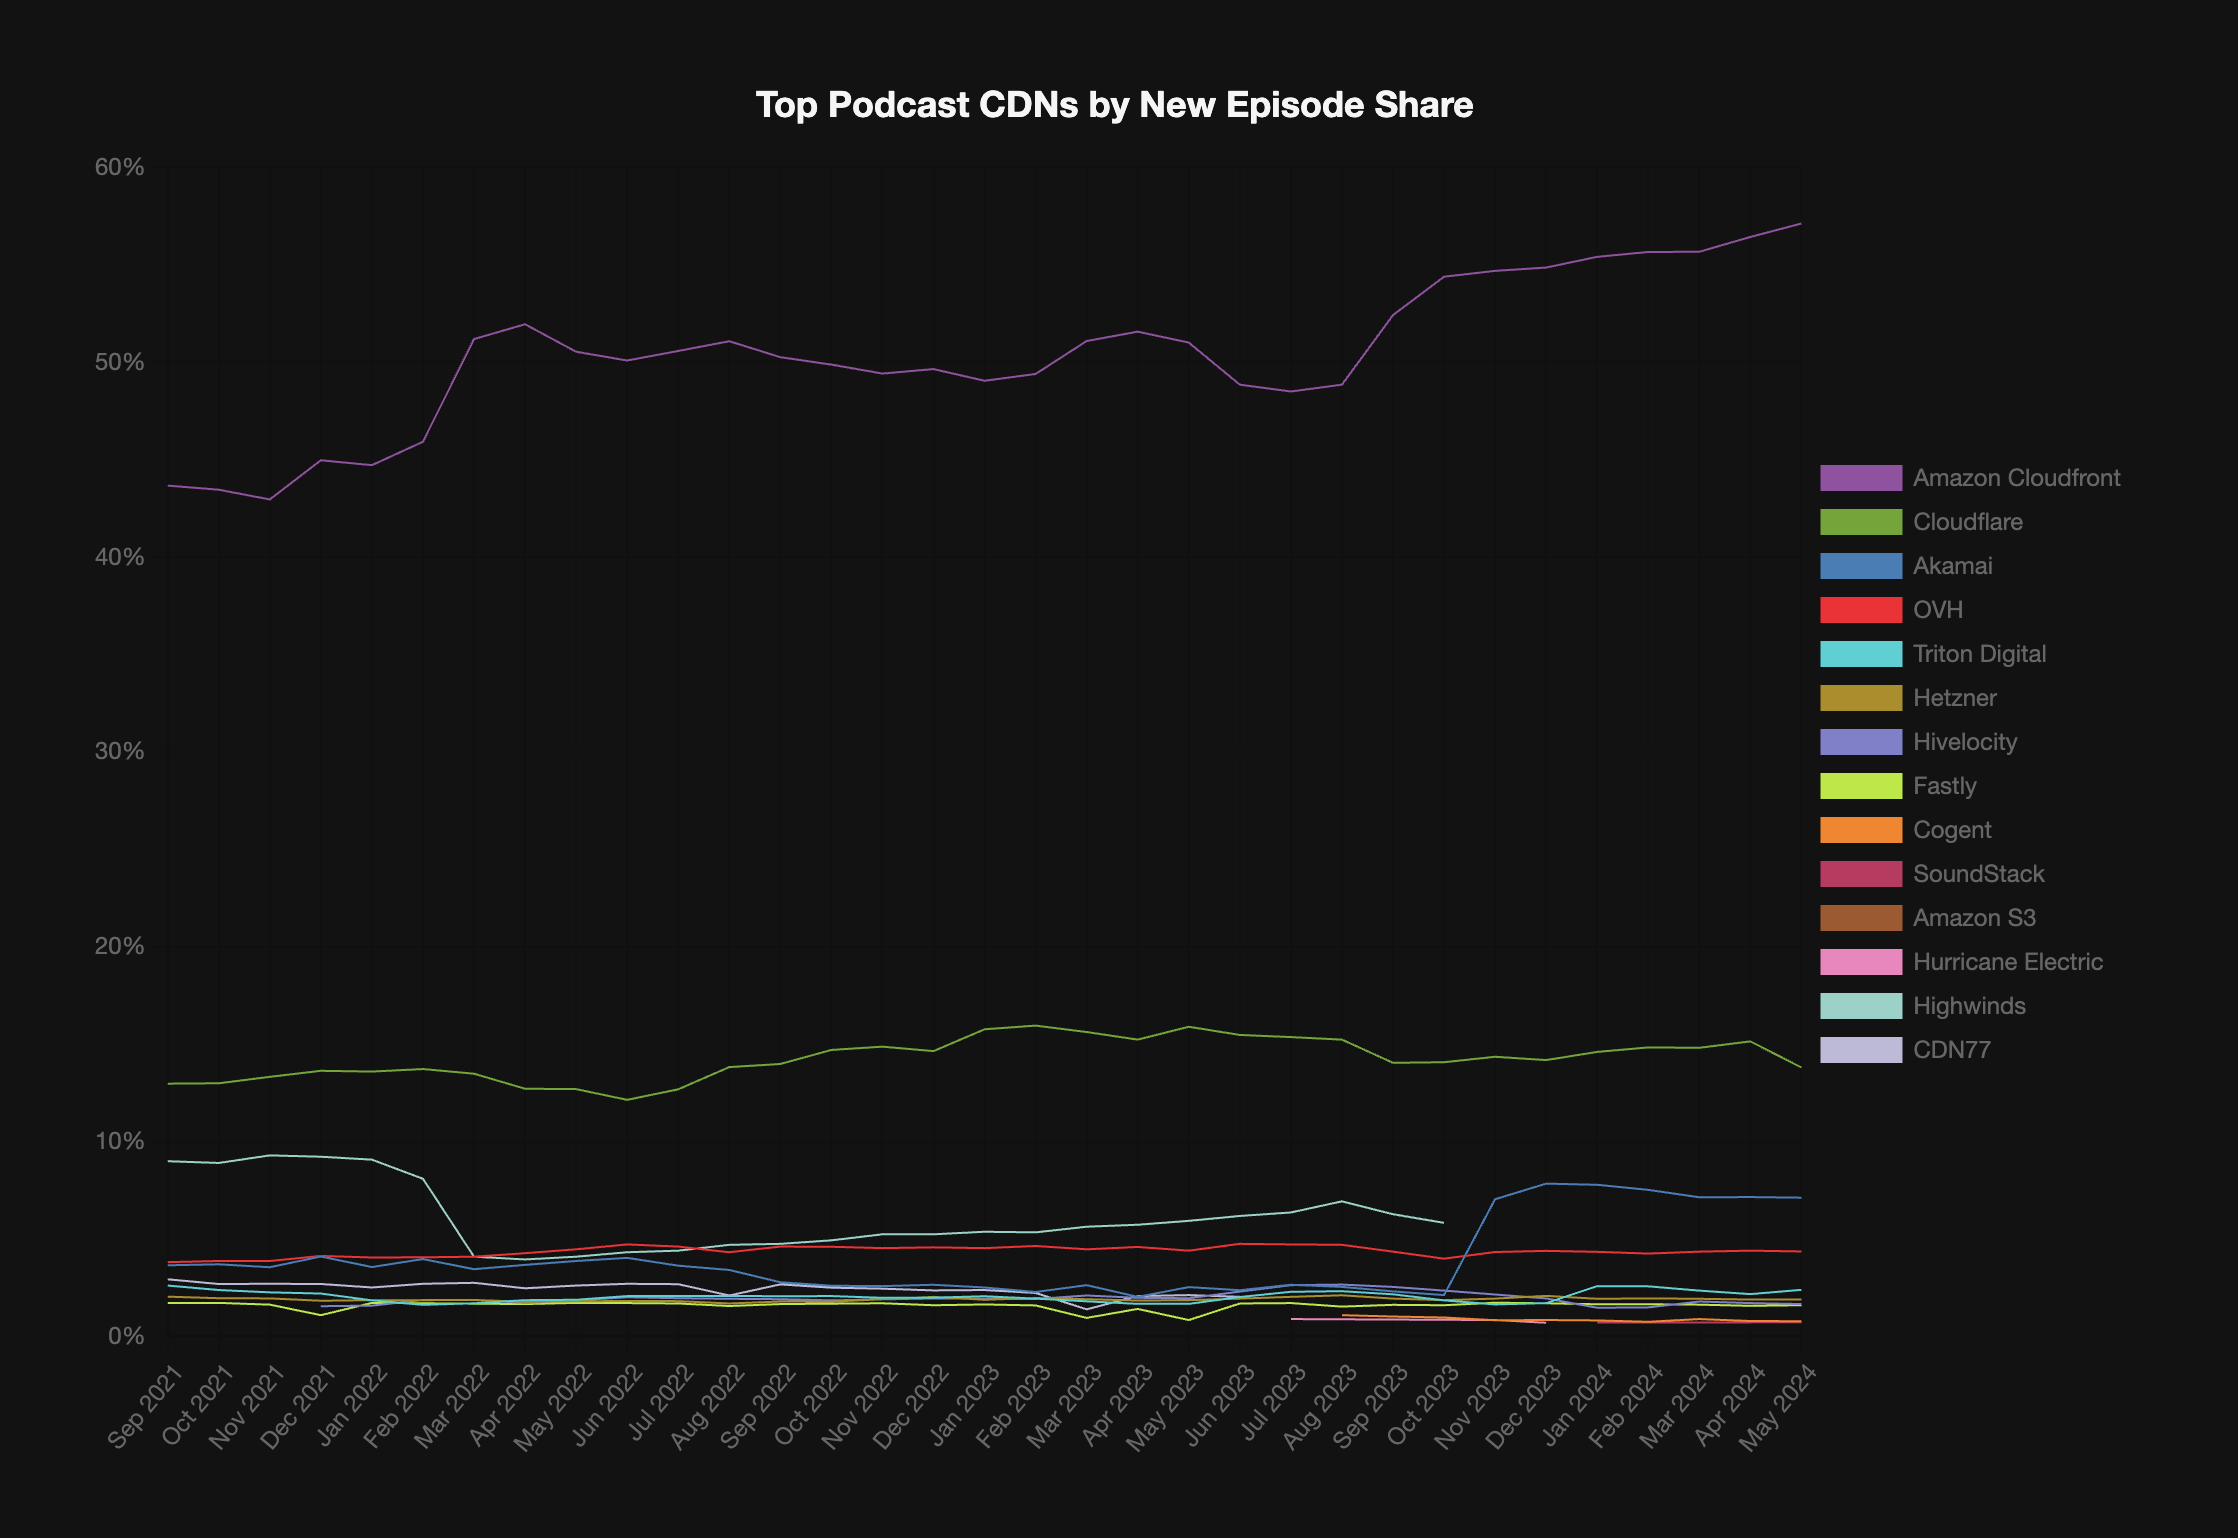 Top Podcast CDNs by New Episode Share
60%
50%
40%
30%
20%
10%
0%
Amazon Cloudfront
Cloudflare
Akamai
OVH
Triton Digital
Hetzner
Hivelocity
Fastly
Cogent
SoundStack
Amazon S3
Hurricane Electric
Highwinds
CDN77
Sep 2021
Oct 2021
Nov 2021
Dec 2021
Jan 2022
Feb 2022
Mar 2022
Apr 2022
May 2022
Jun 2022
Jul 2022
Aug 2022
Sep 2022
Oct 2022
Nov 2022
Dec 2022
Jan 2023
Feb 2023
Mar 2023
Apr 2023
May 2023
Jun 2023
Jul 2023
Aug 2023
Sep 2023
Oct 2023
Nov 2023
Dec 2023
Jan 2024
Feb 2024
Mar 2024
Apr 2024
May 2024